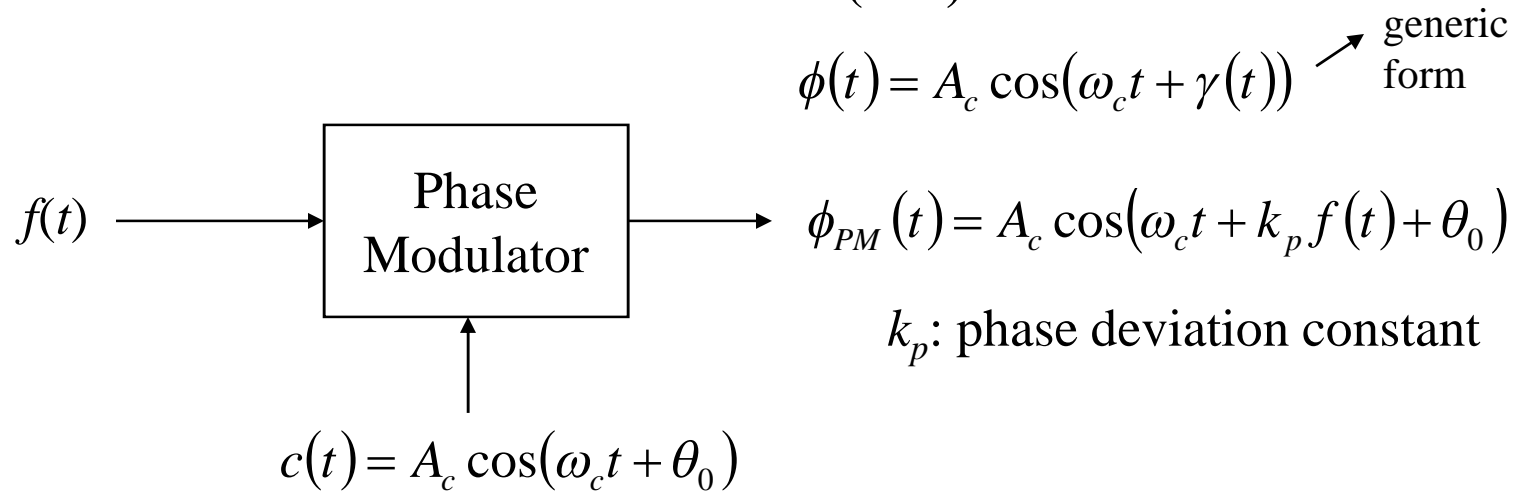 generic
form
ϕ(t) = A_c cos(ω_c t + γ(t))
Phase
Modulator
f(t)
ϕ_PM (t) = A_c cos(ω_c t + k_p f(t) + θ_0)
k_p: phase deviation constant
c(t) = A_c cos(ω_c t + θ_0)